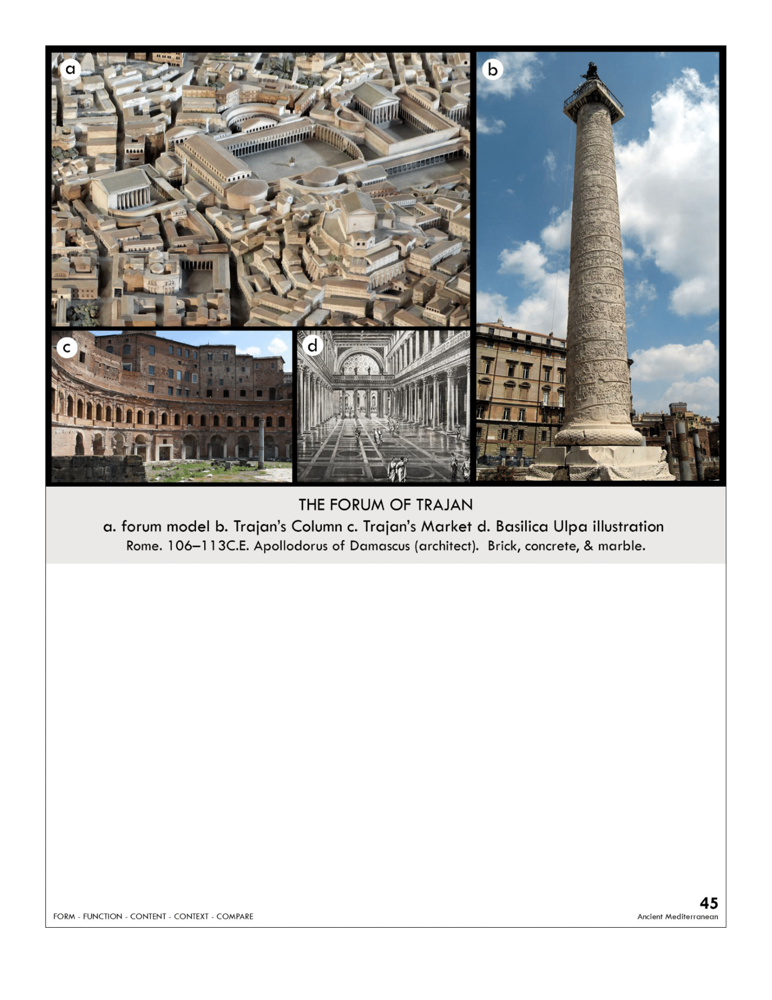 a
b
c
d
THE FORUM OF TRAJAN
a. forum model b. Trajan's Column c. Trajan's Market d. Basilica Ulpa illustration
Rome. 106–113C.E. Apollodorus of Damascus (architect).  Brick, concrete, & marble.
45
FORM - FUNCTION - CONTENT - CONTEXT - COMPARE
Ancient Mediterranean